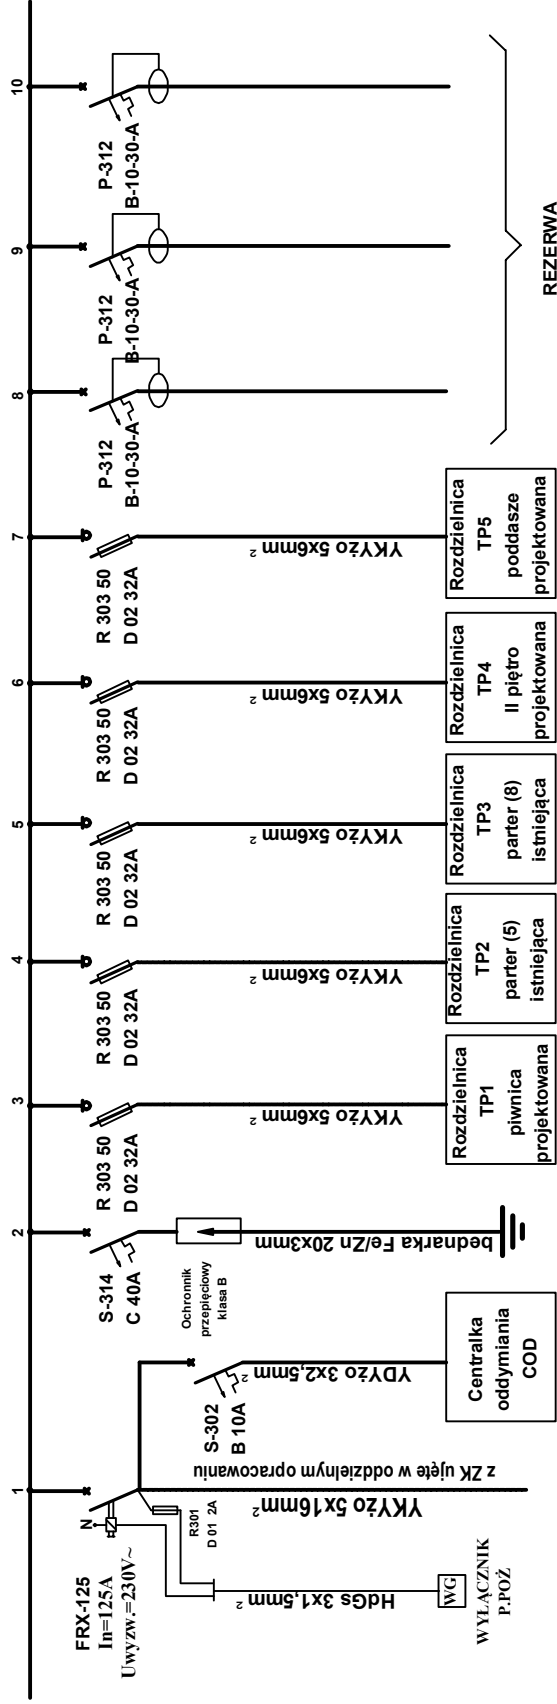 1
N
FRX-125
In=125A
Uwyzw.=230V~
R301
D 01 2A
HdGs 3x1,5mm²
WG
WYŁĄCZNIK
P.POŻ
YKYżo 5x16mm²
z ZK ujęte w oddzielnym opracowaniu
S-302
B 10A
YDYżo 3x2,5mm²
Centralka
oddymiania
COD
2
S-314
C 40A
Ochronnik
przepięciowy
klasa B
bednarka Fe/Zn 20x3mm
3
R 303 50
D 02 32A
YKYżo 5x6mm²
Rozdzielnica
TP1
piwnica
projektowana
4
R 303 50
D 02 32A
YKYżo 5x6mm²
Rozdzielnica
TP2
parter (5)
istniejąca
5
R 303 50
D 02 32A
YKYżo 5x6mm²
Rozdzielnica
TP3
parter (8)
istniejąca
6
R 303 50
D 02 32A
YKYżo 5x6mm²
Rozdzielnica
TP4
II piętro
projektowana
7
R 303 50
D 02 32A
YKYżo 5x6mm²
Rozdzielnica
TP5
poddasze
projektowana
8
P-312
B-10-30-A
9
P-312
B-10-30-A
10
P-312
B-10-30-A
REZERWA